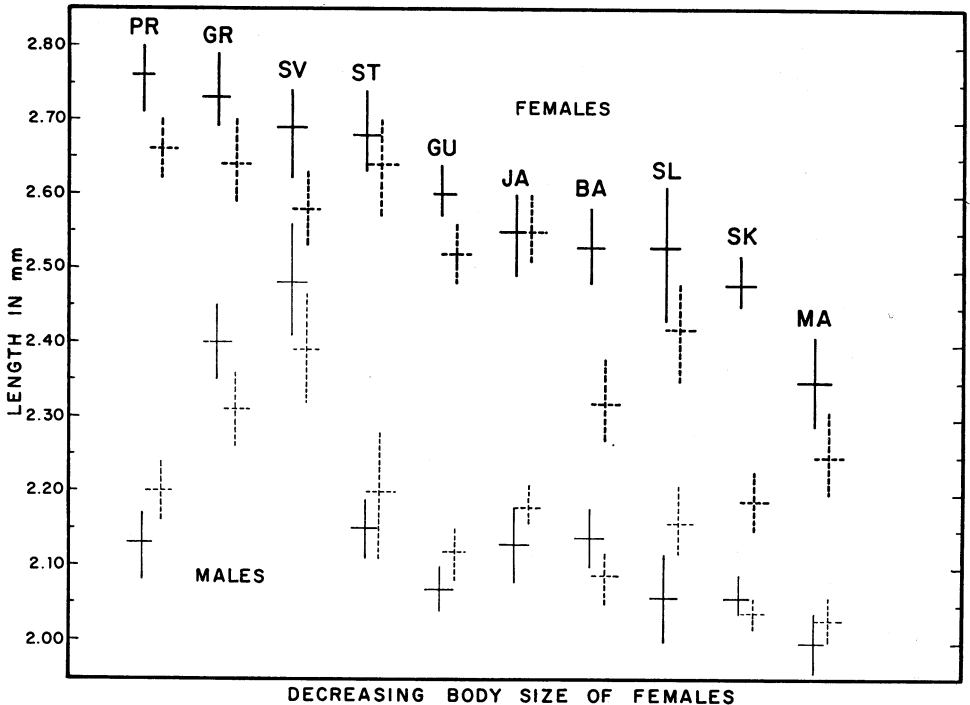 PR
GR
SV
ST
GU
JA
BA
SL
SK
MA
FEMALES
MALES
2.80
2.70
2.60
2.50
2.40
2.30
2.20
2.10
2.00
LENGTH IN mm
DECREASING BODY SIZE OF FEMALES